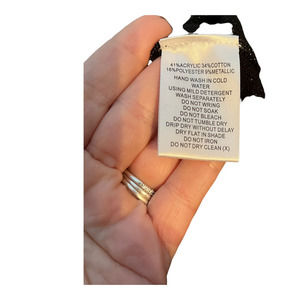 41%ACRYLIC 34%COTTON
16%POLYESTER 9%METALLIC
HAND WASH IN COLD
WATER
USING MILD DETERGENT
WASH SEPARATELY
DO NOT WRING
DO NOT SOAK
DO NOT BLEACH
DO NOT TUMBLE DRY
DRIP DRY WITHOUT DELAY
DRY FLAT IN SHADE
DO NOT IRON
DO NOT DRY CLEAN (X)